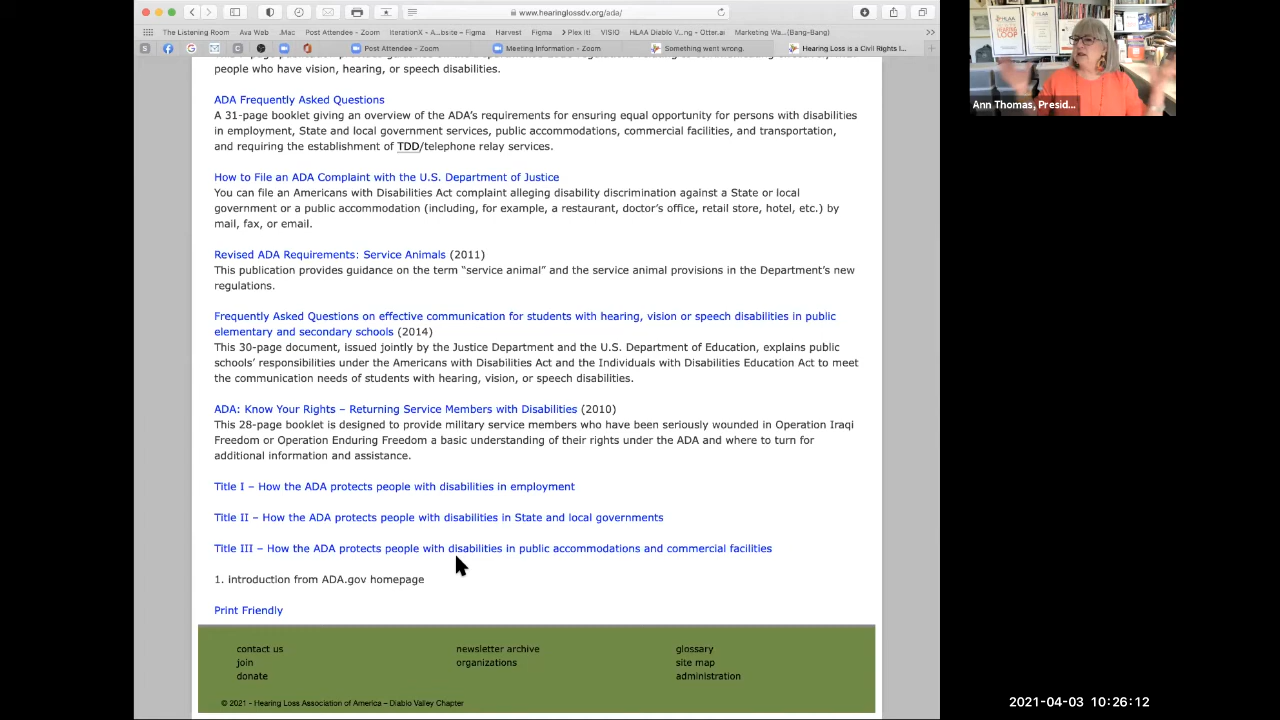 www.hearinglossdv.org/ada/
The Listening Room
Ava Web
.Mac
Post Attendee - Zoom
IterationX - A...bsite – Figma
Harvest
Figma
> Plex it!
VISIO
HLAA Diablo V...ng - Otter.ai
Marketing Wa...(Bang-Bang)
Post Attendee - Zoom
Meeting Information - Zoom
Something went wrong.
Hearing Loss is a Civil Rights I...
people who have vision, hearing, or speech disabilities.
ADA Frequently Asked Questions
A 31-page booklet giving an overview of the ADA's requirements for ensuring equal opportunity for persons with disabilities
in employment, State and local government services, public accommodations, commercial facilities, and transportation,
and requiring the establishment of TDD/telephone relay services.
How to File an ADA Complaint with the U.S. Department of Justice
You can file an Americans with Disabilities Act complaint alleging disability discrimination against a State or local
government or a public accommodation (including, for example, a restaurant, doctor's office, retail store, hotel, etc.) by
mail, fax, or email.
Revised ADA Requirements: Service Animals (2011)
This publication provides guidance on the term “service animal” and the service animal provisions in the Department's new
regulations.
Frequently Asked Questions on effective communication for students with hearing, vision or speech disabilities in public
elementary and secondary schools (2014)
This 30-page document, issued jointly by the Justice Department and the U.S. Department of Education, explains public
schools' responsibilities under the Americans with Disabilities Act and the Individuals with Disabilities Education Act to meet
the communication needs of students with hearing, vision, or speech disabilities.
ADA: Know Your Rights – Returning Service Members with Disabilities (2010)
This 28-page booklet is designed to provide military service members who have been seriously wounded in Operation Iraqi
Freedom or Operation Enduring Freedom a basic understanding of their rights under the ADA and where to turn for
additional information and assistance.
Title I – How the ADA protects people with disabilities in employment
Title II – How the ADA protects people with disabilities in State and local governments
Title III – How the ADA protects people with disabilities in public accommodations and commercial facilities
1. introduction from ADA.gov homepage
Print Friendly
contact us
join
donate
newsletter archive
organizations
glossary
site map
administration
© 2021 - Hearing Loss Association of America – Diablo Valley Chapter
HEARING
LOOP
Ann Thomas, Presid...
2021-04-03 10:26:12